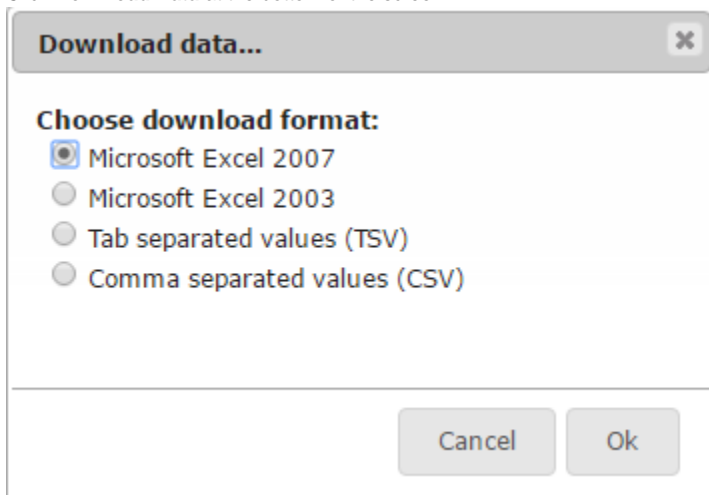 Download data...
Choose download format:
Microsoft Excel 2007
Microsoft Excel 2003
Tab separated values (TSV)
Comma separated values (CSV)
Cancel Ok